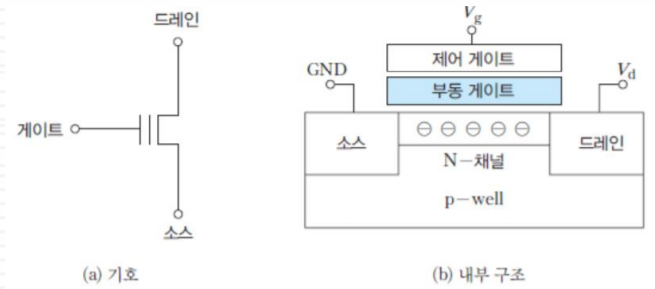 드레인
게이트
소스
(a) 기호
V_g
제어 게이트
GND
부동 게이트
V_d
소스
⊖ ⊖ ⊖ ⊖ ⊖
드레인
N-채널
p-well
(b) 내부 구조